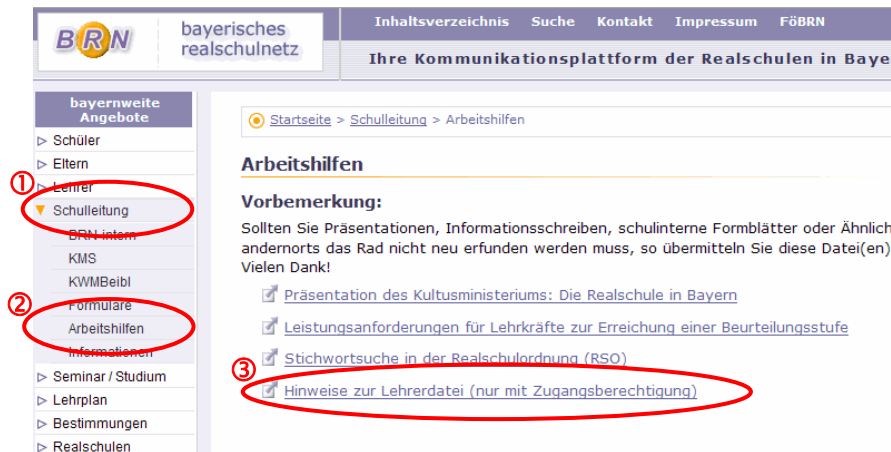 Inhaltsverzeichnis Suche Kontakt Impressum FöBRN
BRN bayerisches
realschulnetz
Ihre Kommunikationsplattform der Realschulen in Baye
bayernweite
Angebote
Schüler
Eltern
① Lehrer
Schulleitung
BRN-intern
KMS
KWMBeibl
② Formulare
Arbeitshilfen
Informationen
Seminar / Studium
Lehrplan
Bestimmungen
Realschulen
Startseite > Schulleitung > Arbeitshilfen
Arbeitshilfen
Vorbemerkung:
Sollten Sie Präsentationen, Informationsschreiben, schulinterne Formblätter oder Ähnlich
andernorts das Rad nicht neu erfunden werden muss, so übermitteln Sie diese Datei(en)
Vielen Dank!
Präsentation des Kultusministeriums: Die Realschule in Bayern
Leistungsanforderungen für Lehrkräfte zur Erreichung einer Beurteilungsstufe
Stichwortsuche in der Realschulordnung (RSO)
③ Hinweise zur Lehrerdatei (nur mit Zugangsberechtigung)